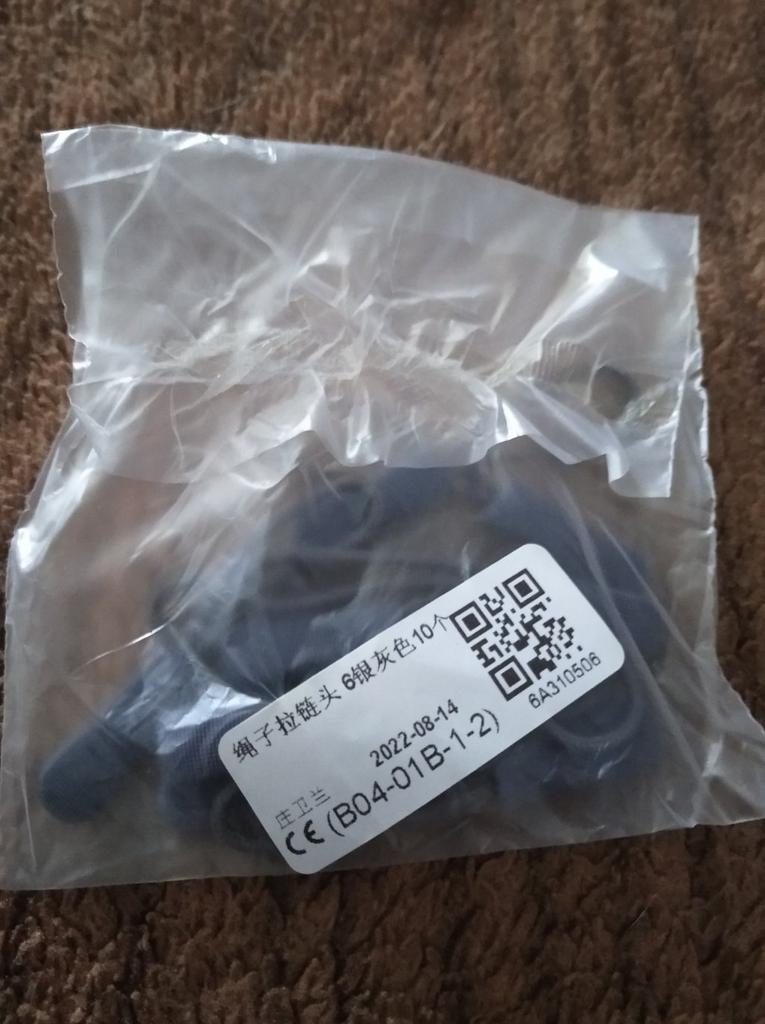 绳子拉链头 6银灰色10个
6A310506
2022-08-14
庄卫兰
CE (B04-01B-1-2)